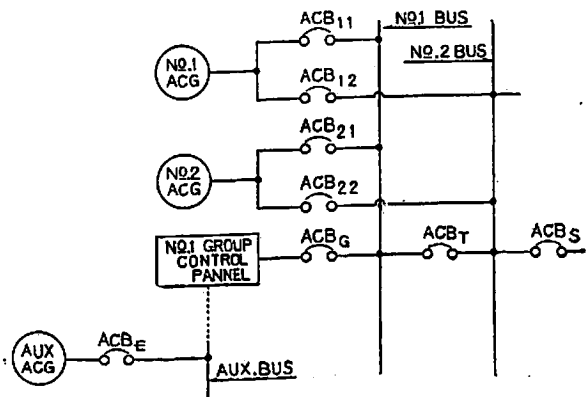 ACB11
NO.1 BUS
NO.1
ACG
NO.2 BUS
ACB12
ACB21
NO.2
ACG
ACB22
NO.1 GROUP
CONTROL
PANNEL
ACBG
ACBT
ACBS
AUX
ACG
ACBE
AUX.BUS